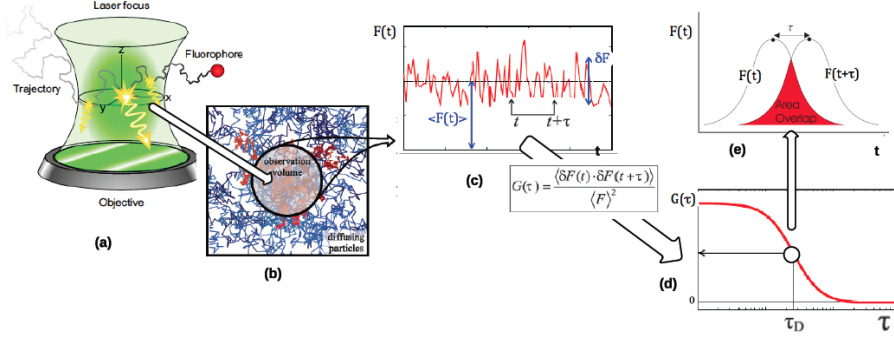 Laser focus
z
Fluorophore
Trajectory
x
y
Objective
(a)
observation
volume
diffusing
particles
(b)
F(t)
δF
<F(t)>
t
t+τ
t
(c)
G(τ) = ⟨δF(t)·δF(t+τ)⟩ / ⟨F⟩²
F(t)
τ
F(t)
F(t+τ)
Area
Overlap
(e)
t
G(τ)
(d)
0
τD
τ